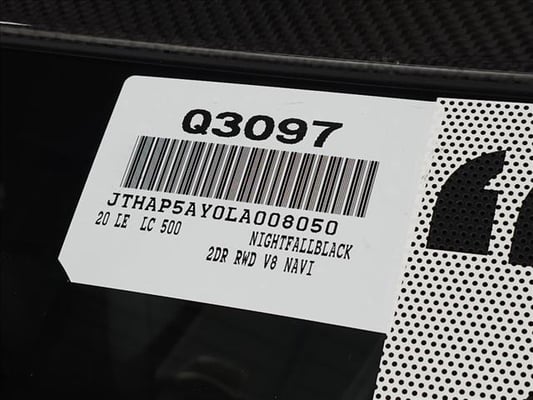 Q3097
JTHAP5AY0LA008050
20 LE LC 500
NIGHTFALLBLACK
2DR RWD V8 NAVI